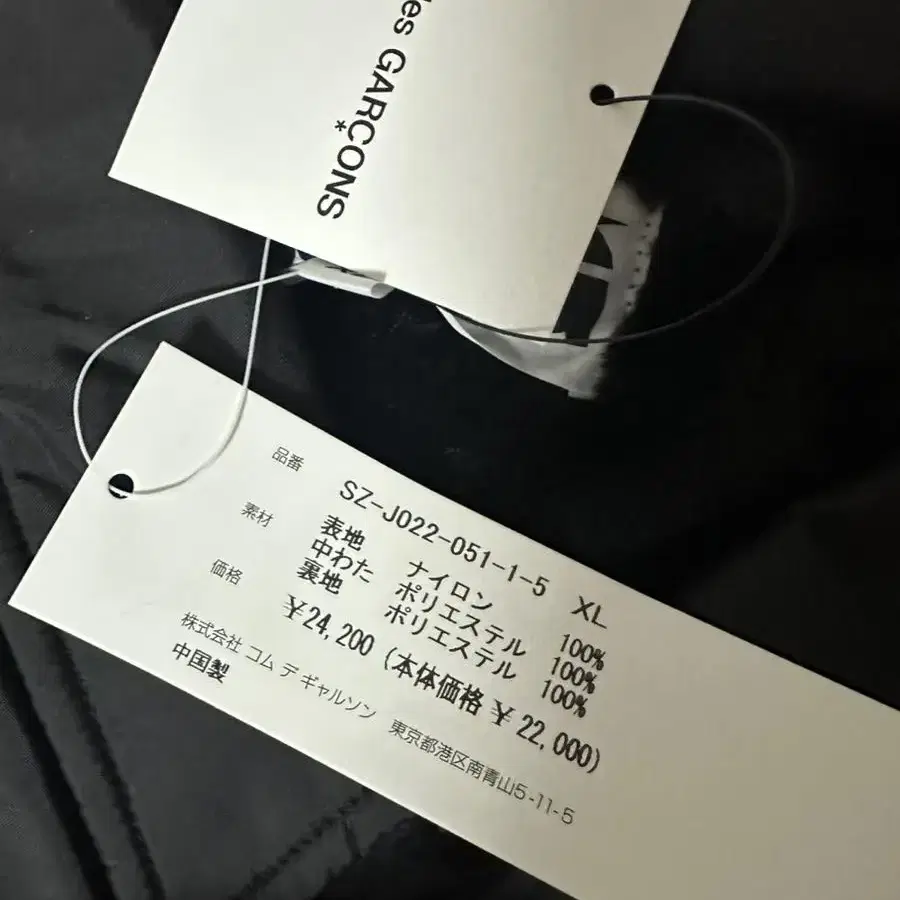 des GARÇONS
*
品番 SZ-J022-051-1-5 XL
素材 表地 ナイロン 100%
中わた ポリエステル 100%
裏地 ポリエステル 100%
価格 ¥24,200 (本体価格 ¥22,000)
株式会社 コム デ ギャルソン 東京都港区南青山5-11-5
中国製